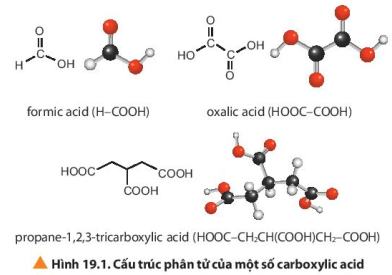 O
H
OH
O
HO
OH
O
formic acid (H–COOH)
oxalic acid (HOOC–COOH)
HOOC
COOH
COOH
propane-1,2,3-tricarboxylic acid (HOOC–CH₂CH(COOH)CH₂–COOH)
Hình 19.1. Cấu trúc phân tử của một số carboxylic acid